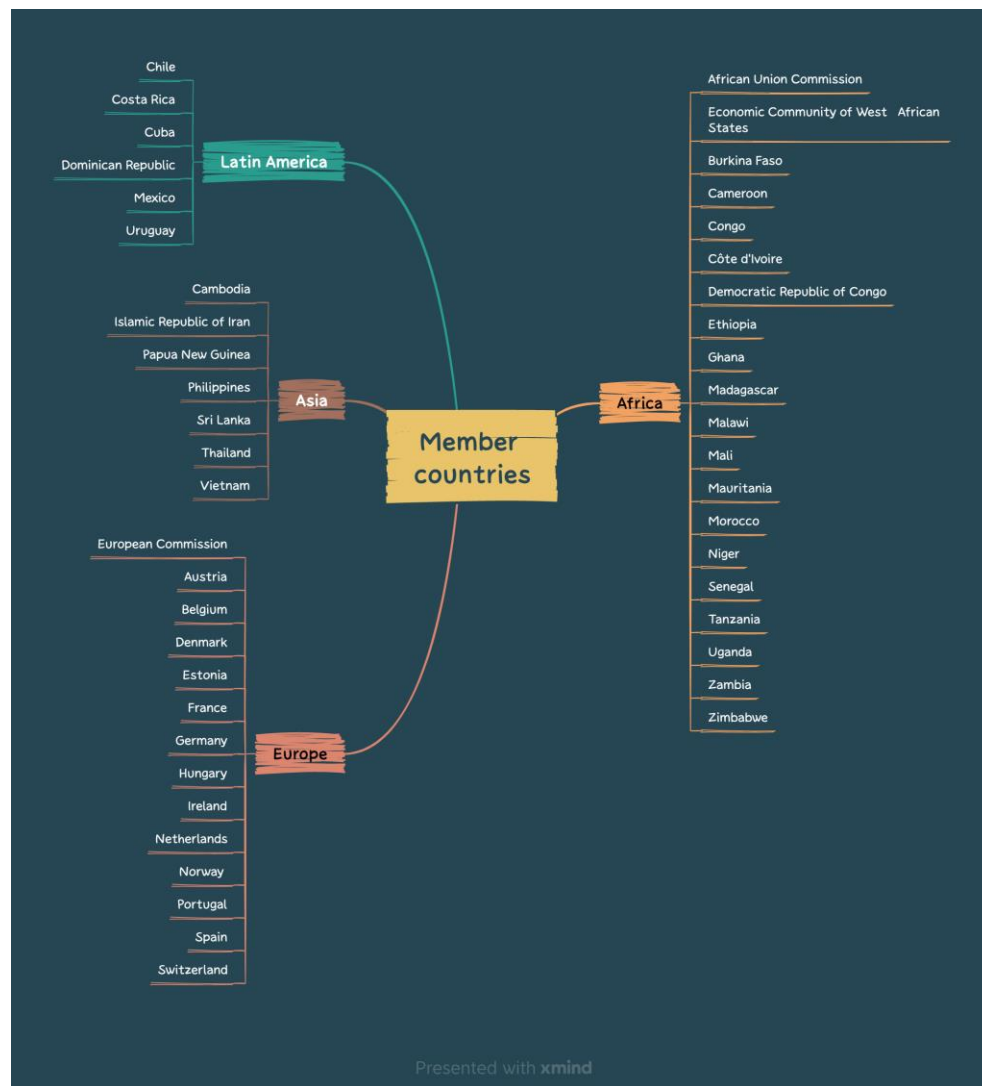 Member
countries
Latin America
Chile
Costa Rica
Cuba
Dominican Republic
Mexico
Uruguay
Asia
Cambodia
Islamic Republic of Iran
Papua New Guinea
Philippines
Sri Lanka
Thailand
Vietnam
Europe
European Commission
Austria
Belgium
Denmark
Estonia
France
Germany
Hungary
Ireland
Netherlands
Norway
Portugal
Spain
Switzerland
Africa
African Union Commission
Economic Community of West African
States
Burkina Faso
Cameroon
Congo
Côte d'Ivoire
Democratic Republic of Congo
Ethiopia
Ghana
Madagascar
Malawi
Mali
Mauritania
Morocco
Niger
Senegal
Tanzania
Uganda
Zambia
Zimbabwe
Presented with xmind